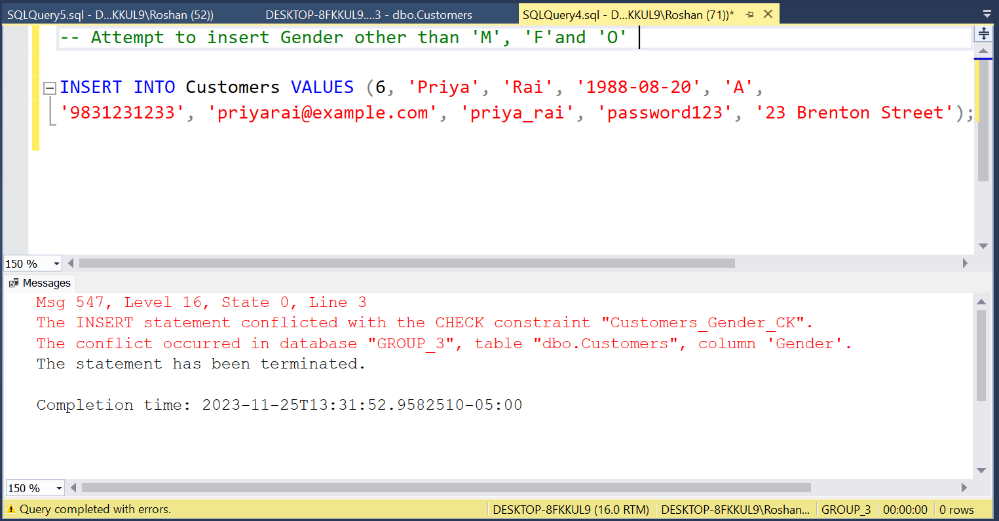 SQLQuery5.sql - D...KKUL9\Roshan (52)) DESKTOP-8FKKUL9....3 - dbo.Customers SQLQuery4.sql - D...KKUL9\Roshan (71))*
-- Attempt to insert Gender other than 'M', 'F'and 'O'
INSERT INTO Customers VALUES (6, 'Priya', 'Rai', '1988-08-20', 'A',
'9831231233', 'priyarai@example.com', 'priya_rai', 'password123', '23 Brenton Street');
150 %
Messages
Msg 547, Level 16, State 0, Line 3
The INSERT statement conflicted with the CHECK constraint "Customers_Gender_CK".
The conflict occurred in database "GROUP_3", table "dbo.Customers", column 'Gender'.
The statement has been terminated.
Completion time: 2023-11-25T13:31:52.9582510-05:00
150 %
Query completed with errors. DESKTOP-8FKKUL9 (16.0 RTM) DESKTOP-8FKKUL9\Roshan... GROUP_3 00:00:00 0 rows